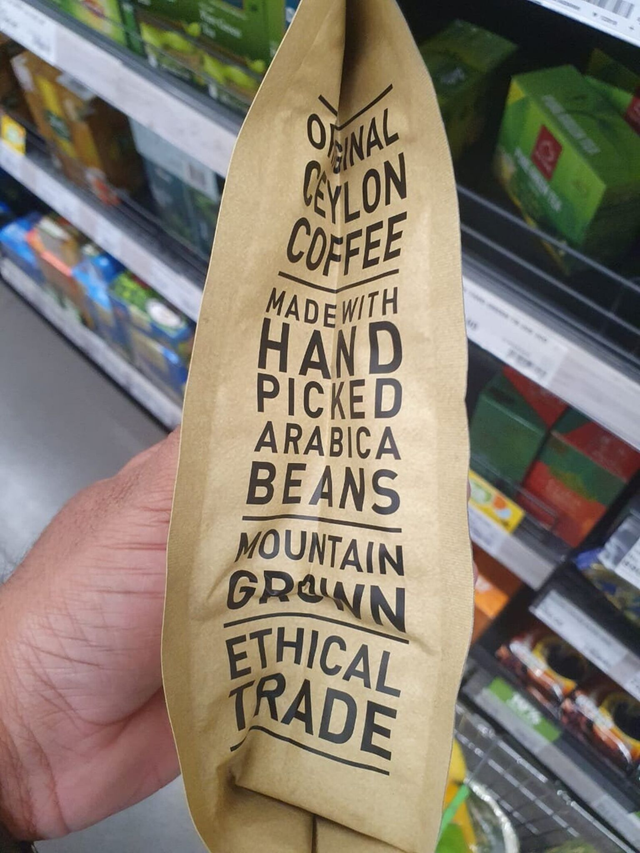 ORIGINAL
CEYLON
COFFEE
MADE WITH
HAND
PICKED
ARABICA
BEANS
MOUNTAIN
GROWN
ETHICAL
TRADE